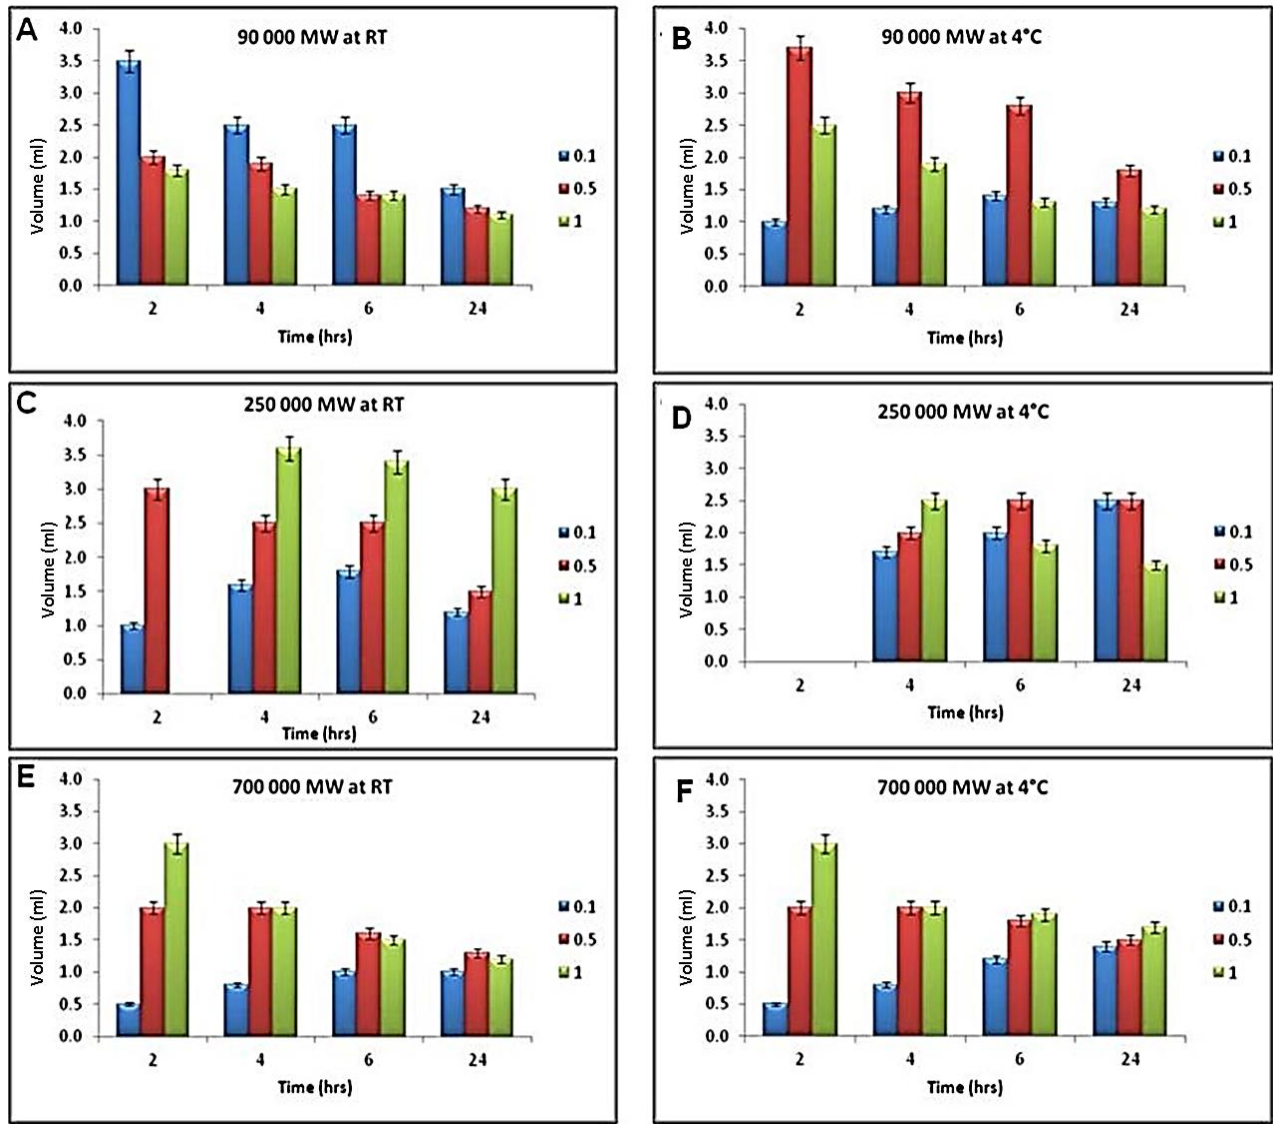 A
90 000 MW at RT
4.0
3.5
3.0
2.5
2.0
1.5
1.0
0.5
0.0
Volume (ml)
2 4 6 24
Time (hrs)
0.1
0.5
1
B
90 000 MW at 4°C
4.0
3.5
3.0
2.5
2.0
1.5
1.0
0.5
0.0
Volume (ml)
2 4 6 24
Time (hrs)
0.1
0.5
1
C
250 000 MW at RT
4.0
3.5
3.0
2.5
2.0
1.5
1.0
0.5
0.0
Volume (ml)
2 4 6 24
Time (hrs)
0.1
0.5
1
D
250 000 MW at 4°C
4.0
3.5
3.0
2.5
2.0
1.5
1.0
0.5
0.0
Volume (ml)
2 4 6 24
Time (hrs)
0.1
0.5
1
E
700 000 MW at RT
4.0
3.5
3.0
2.5
2.0
1.5
1.0
0.5
0.0
Volume (ml)
2 4 6 24
Time (hrs)
0.1
0.5
1
F
700 000 MW at 4°C
4.0
3.5
3.0
2.5
2.0
1.5
1.0
0.5
0.0
Volume (ml)
2 4 6 24
Time (hrs)
0.1
0.5
1